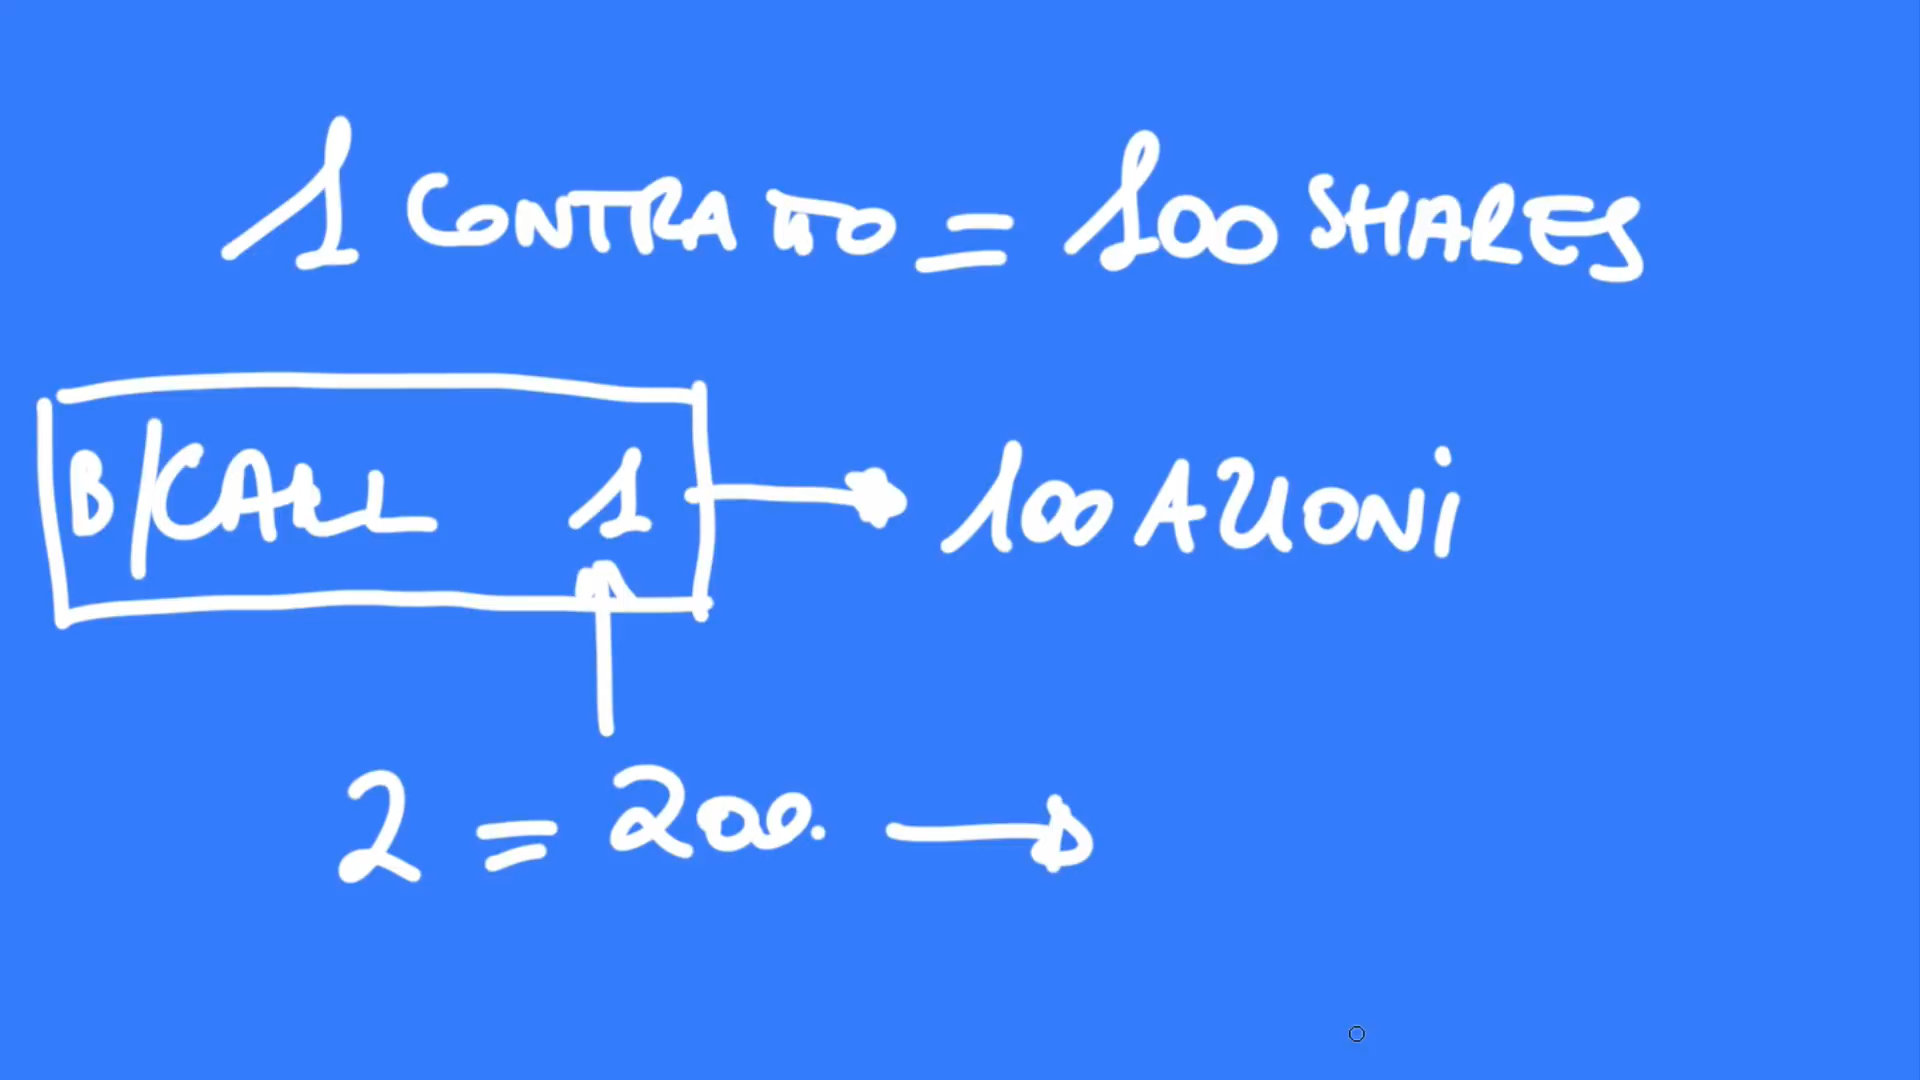 1 CONTRATTO = 100 SHARES
B/CALL 1 → 100 AZIONI
2 = 200. →